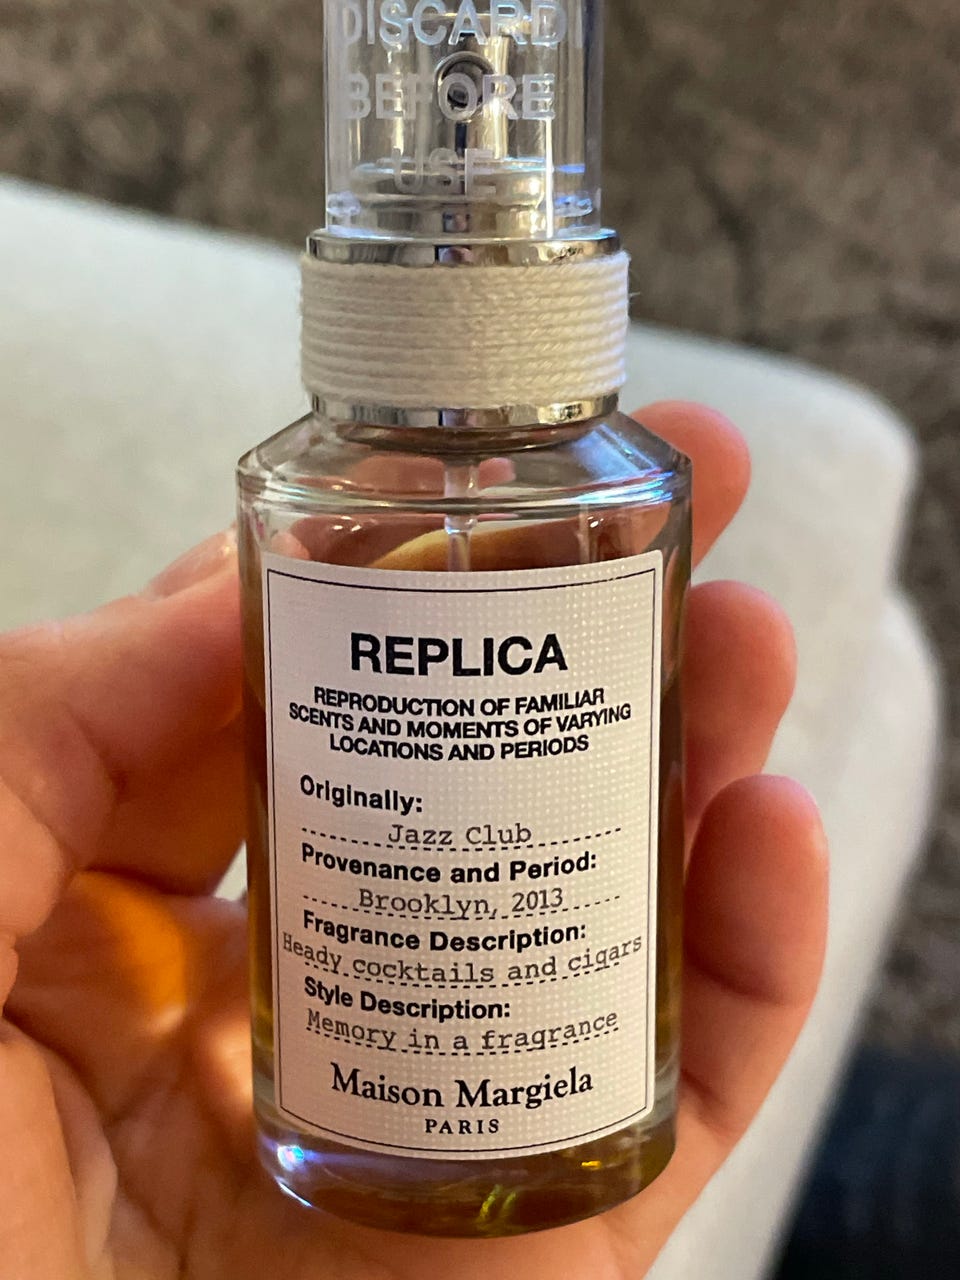 DISCARD
BEFORE
USE
REPLICA
REPRODUCTION OF FAMILIAR
SCENTS AND MOMENTS OF VARYING
LOCATIONS AND PERIODS
Originally:
Jazz Club
Provenance and Period:
Brooklyn, 2013
Fragrance Description:
Heady cocktails and cigars
Style Description:
Memory in a fragrance
Maison Margiela
PARIS